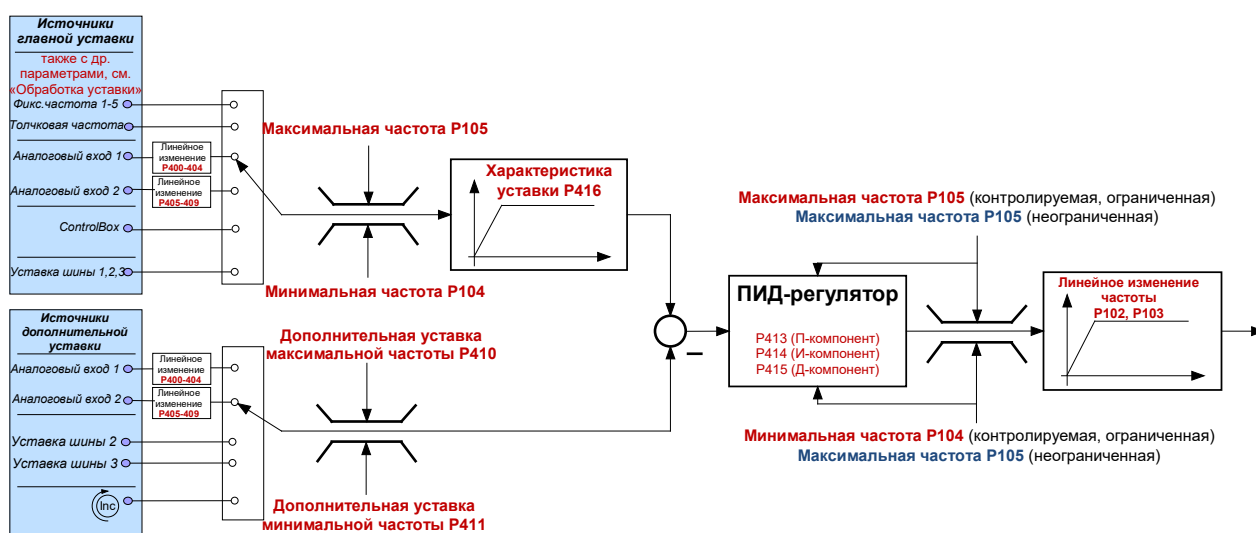 Источники
главной уставки
также с др.
параметрами, см.
«Обработка уставки»
Фикс.частота 1-5
Толчковая частота
Аналоговый вход 1
Линейное
изменение
P400-404
Аналоговый вход 2
Линейное
изменение
P405-409
ControlBox
Уставка шины 1,2,3
Максимальная частота P105
Минимальная частота P104
Характеристика
уставки P416
Источники
дополнительной
уставки
Аналоговый вход 1
Линейное
изменение
P400-404
Аналоговый вход 2
Линейное
изменение
P405-409
Уставка шины 2
Уставка шины 3
Inc
Дополнительная уставка
максимальной частоты P410
Дополнительная уставка
минимальной частоты P411
–
Максимальная частота P105 (контролируемая, ограниченная)
Максимальная частота P105 (неограниченная)
ПИД-регулятор
P413 (П-компонент)
P414 (И-компонент)
P415 (Д-компонент)
Линейное изменение
частоты
P102, P103
Минимальная частота P104 (контролируемая, ограниченная)
Максимальная частота P105 (неограниченная)